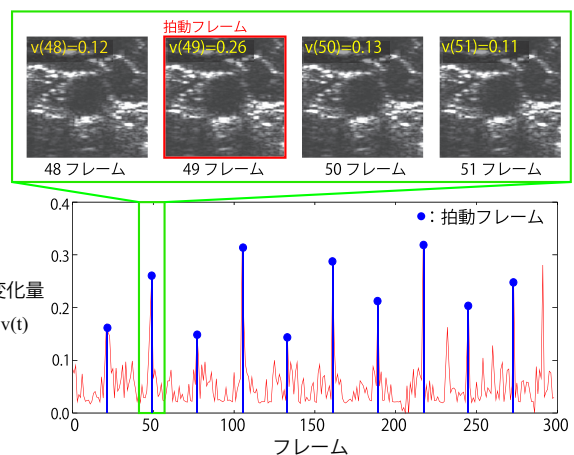 拍動フレーム
v(48)=0.12
v(49)=0.26
v(50)=0.13
v(51)=0.11
48 フレーム
49 フレーム
50 フレーム
51 フレーム
0.4
0.3
0.2
0.1
0.0
変化量
v(t)
：拍動フレーム
0
50
100
150
200
250
300
フレーム